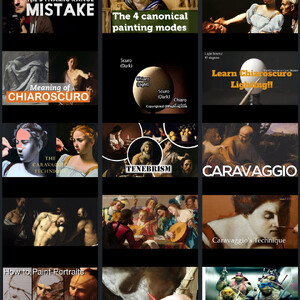 MISTAKE
The 4 canonical
painting modes
Meaning of
CHIAROSCURO
Scuro
(Dark)
Scuro
(Dark)
Chiaro
Learn Chiaroscuro
Lighting!!
THE
CARAVAGGIO
TECHNIQUE
TENEBRISM
CARAVAGGIO
Caravaggio's Technique
How to Paint Portraits